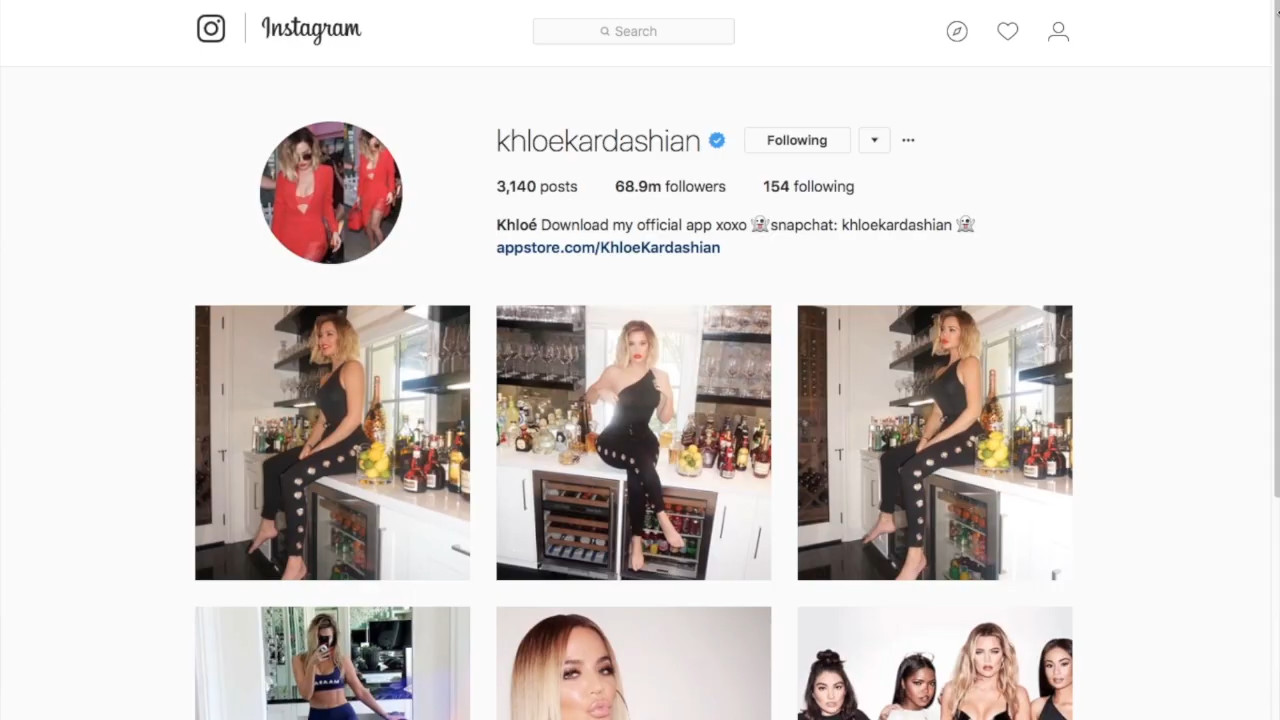 Instagram
Search
khloekardashian
Following
3,140 posts 68.9m followers 154 following
Khloé Download my official app xoxo 👻snapchat: khloekardashian 👻
appstore.com/KhloeKardashian